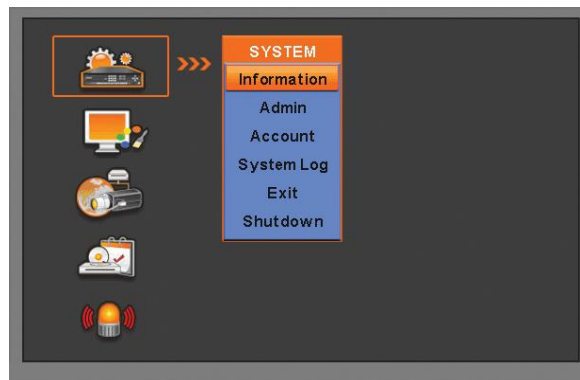 SYSTEM
Information
Admin
Account
System Log
Exit
Shutdown